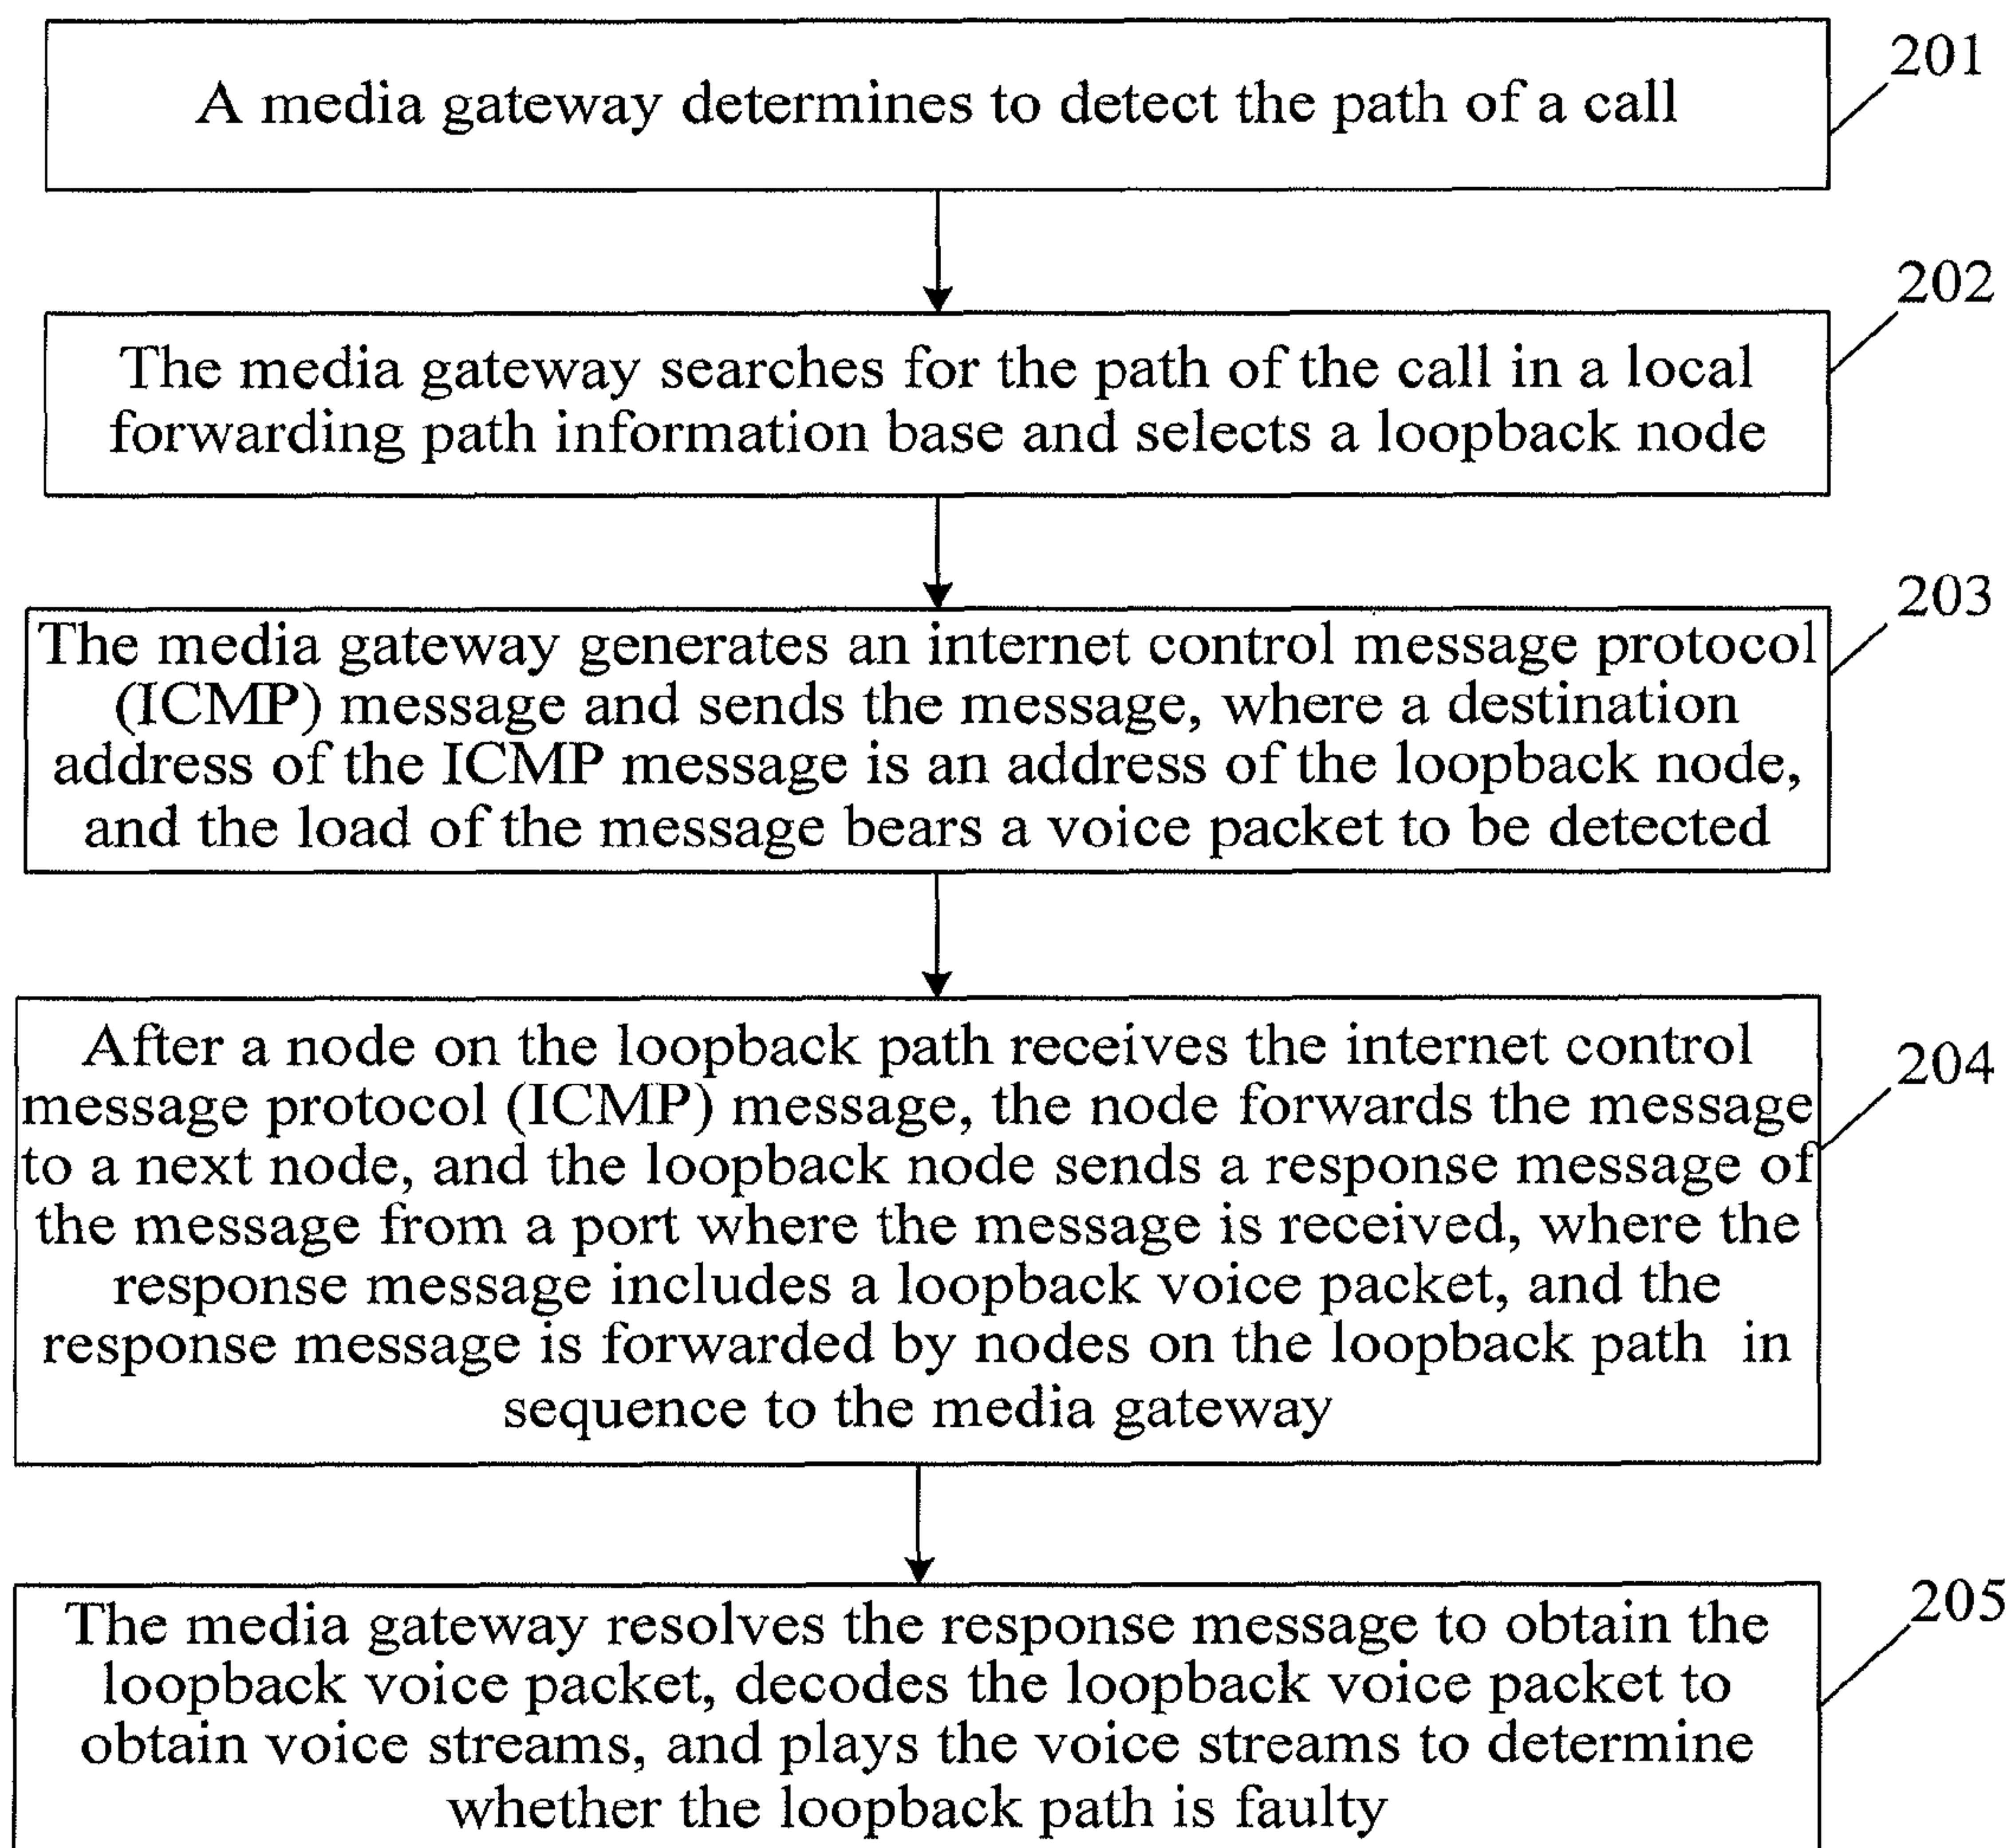 A media gateway determines to detect the path of a call
201
The media gateway searches for the path of the call in a local
forwarding path information base and selects a loopback node
202
The media gateway generates an internet control message protocol
(ICMP) message and sends the message, where a destination
address of the ICMP message is an address of the loopback node,
and the load of the message bears a voice packet to be detected
203
After a node on the loopback path receives the internet control
message protocol (ICMP) message, the node forwards the message
to a next node, and the loopback node sends a response message of
the message from a port where the message is received, where the
response message includes a loopback voice packet, and the
response message is forwarded by nodes on the loopback path in
sequence to the media gateway
204
The media gateway resolves the response message to obtain the
loopback voice packet, decodes the loopback voice packet to
obtain voice streams, and plays the voice streams to determine
whether the loopback path is faulty
205